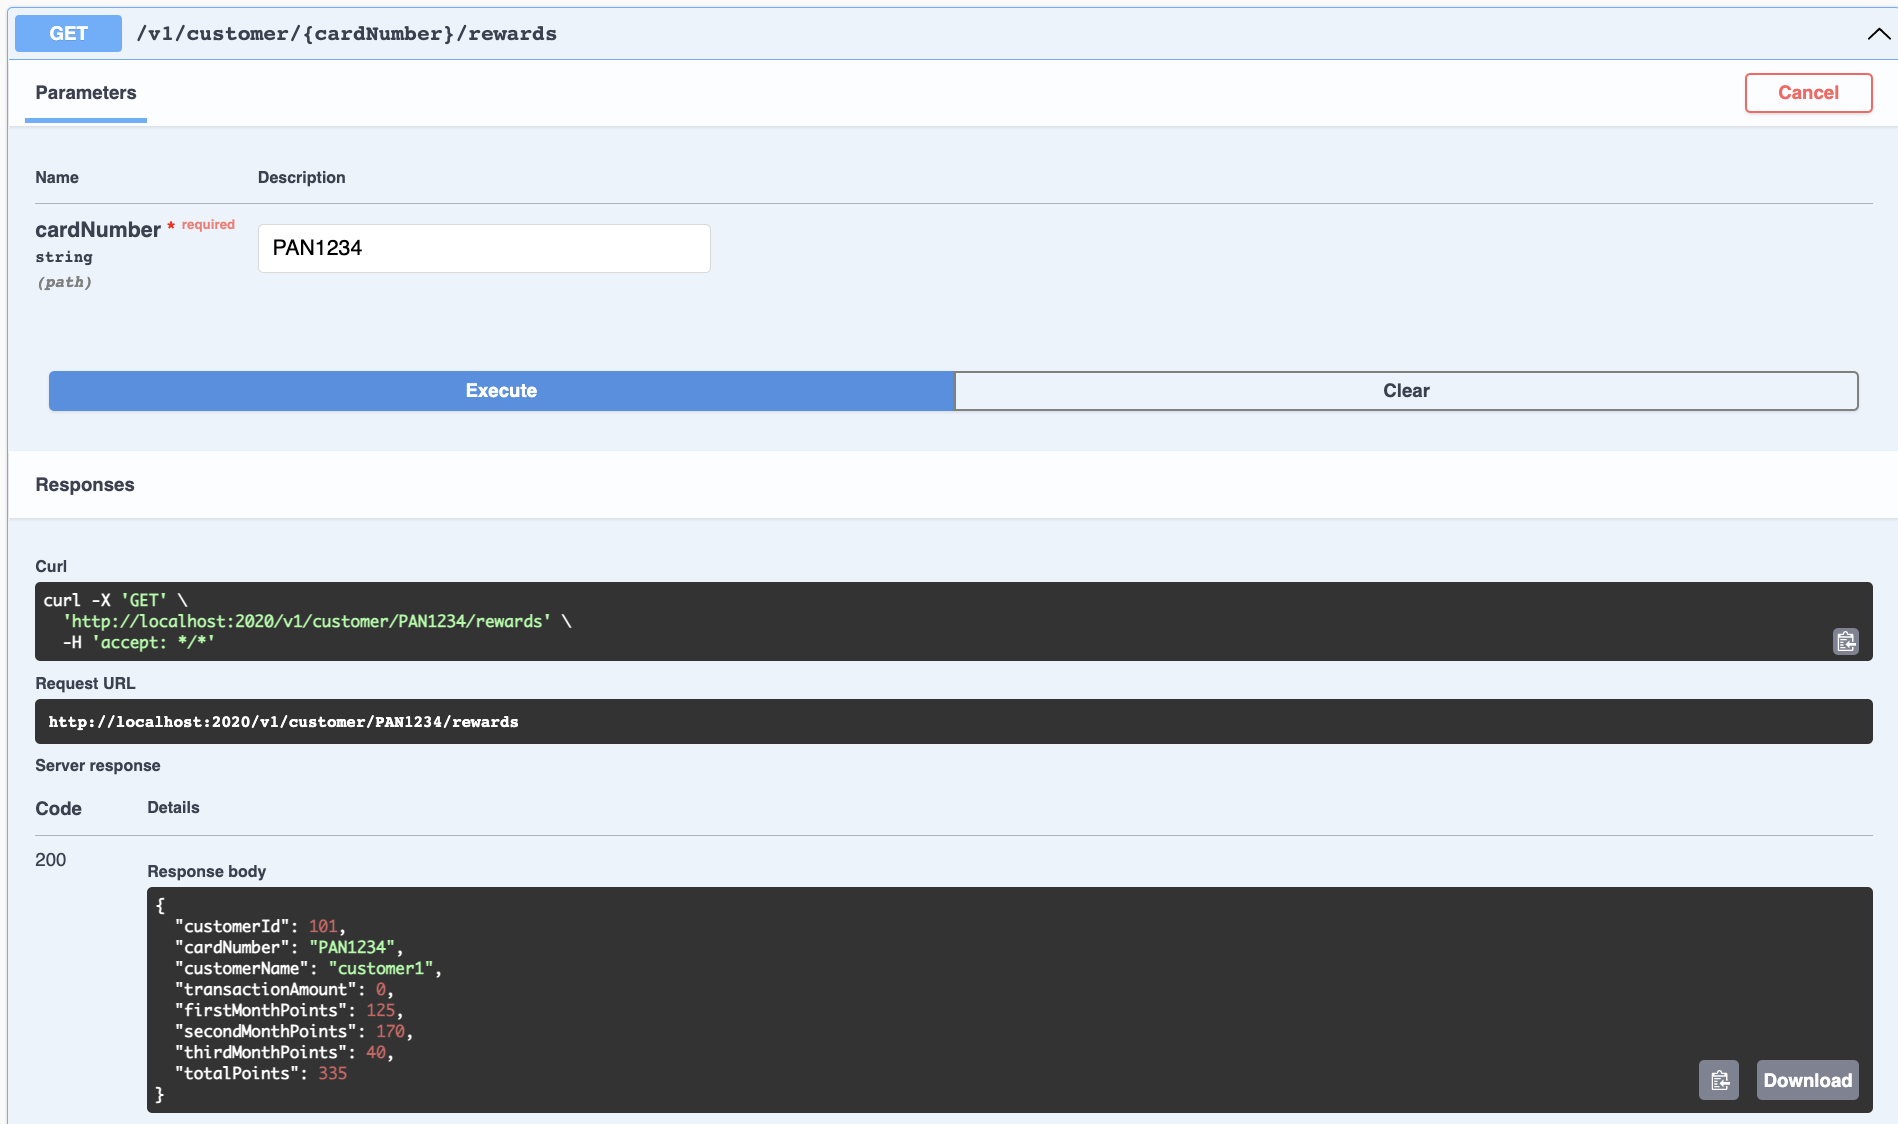 GET /v1/customer/{cardNumber}/rewards
Parameters
Cancel
Name Description
cardNumber * required
string
(path)
PAN1234
Execute
Clear
Responses
Curl
curl -X 'GET' \
  'http://localhost:2020/v1/customer/PAN1234/rewards' \
  -H 'accept: */*'
Request URL
http://localhost:2020/v1/customer/PAN1234/rewards
Server response
Code Details
200
Response body
{
  "customerId": 101,
  "cardNumber": "PAN1234",
  "customerName": "customer1",
  "transactionAmount": 0,
  "firstMonthPoints": 125,
  "secondMonthPoints": 170,
  "thirdMonthPoints": 40,
  "totalPoints": 335
}
Download